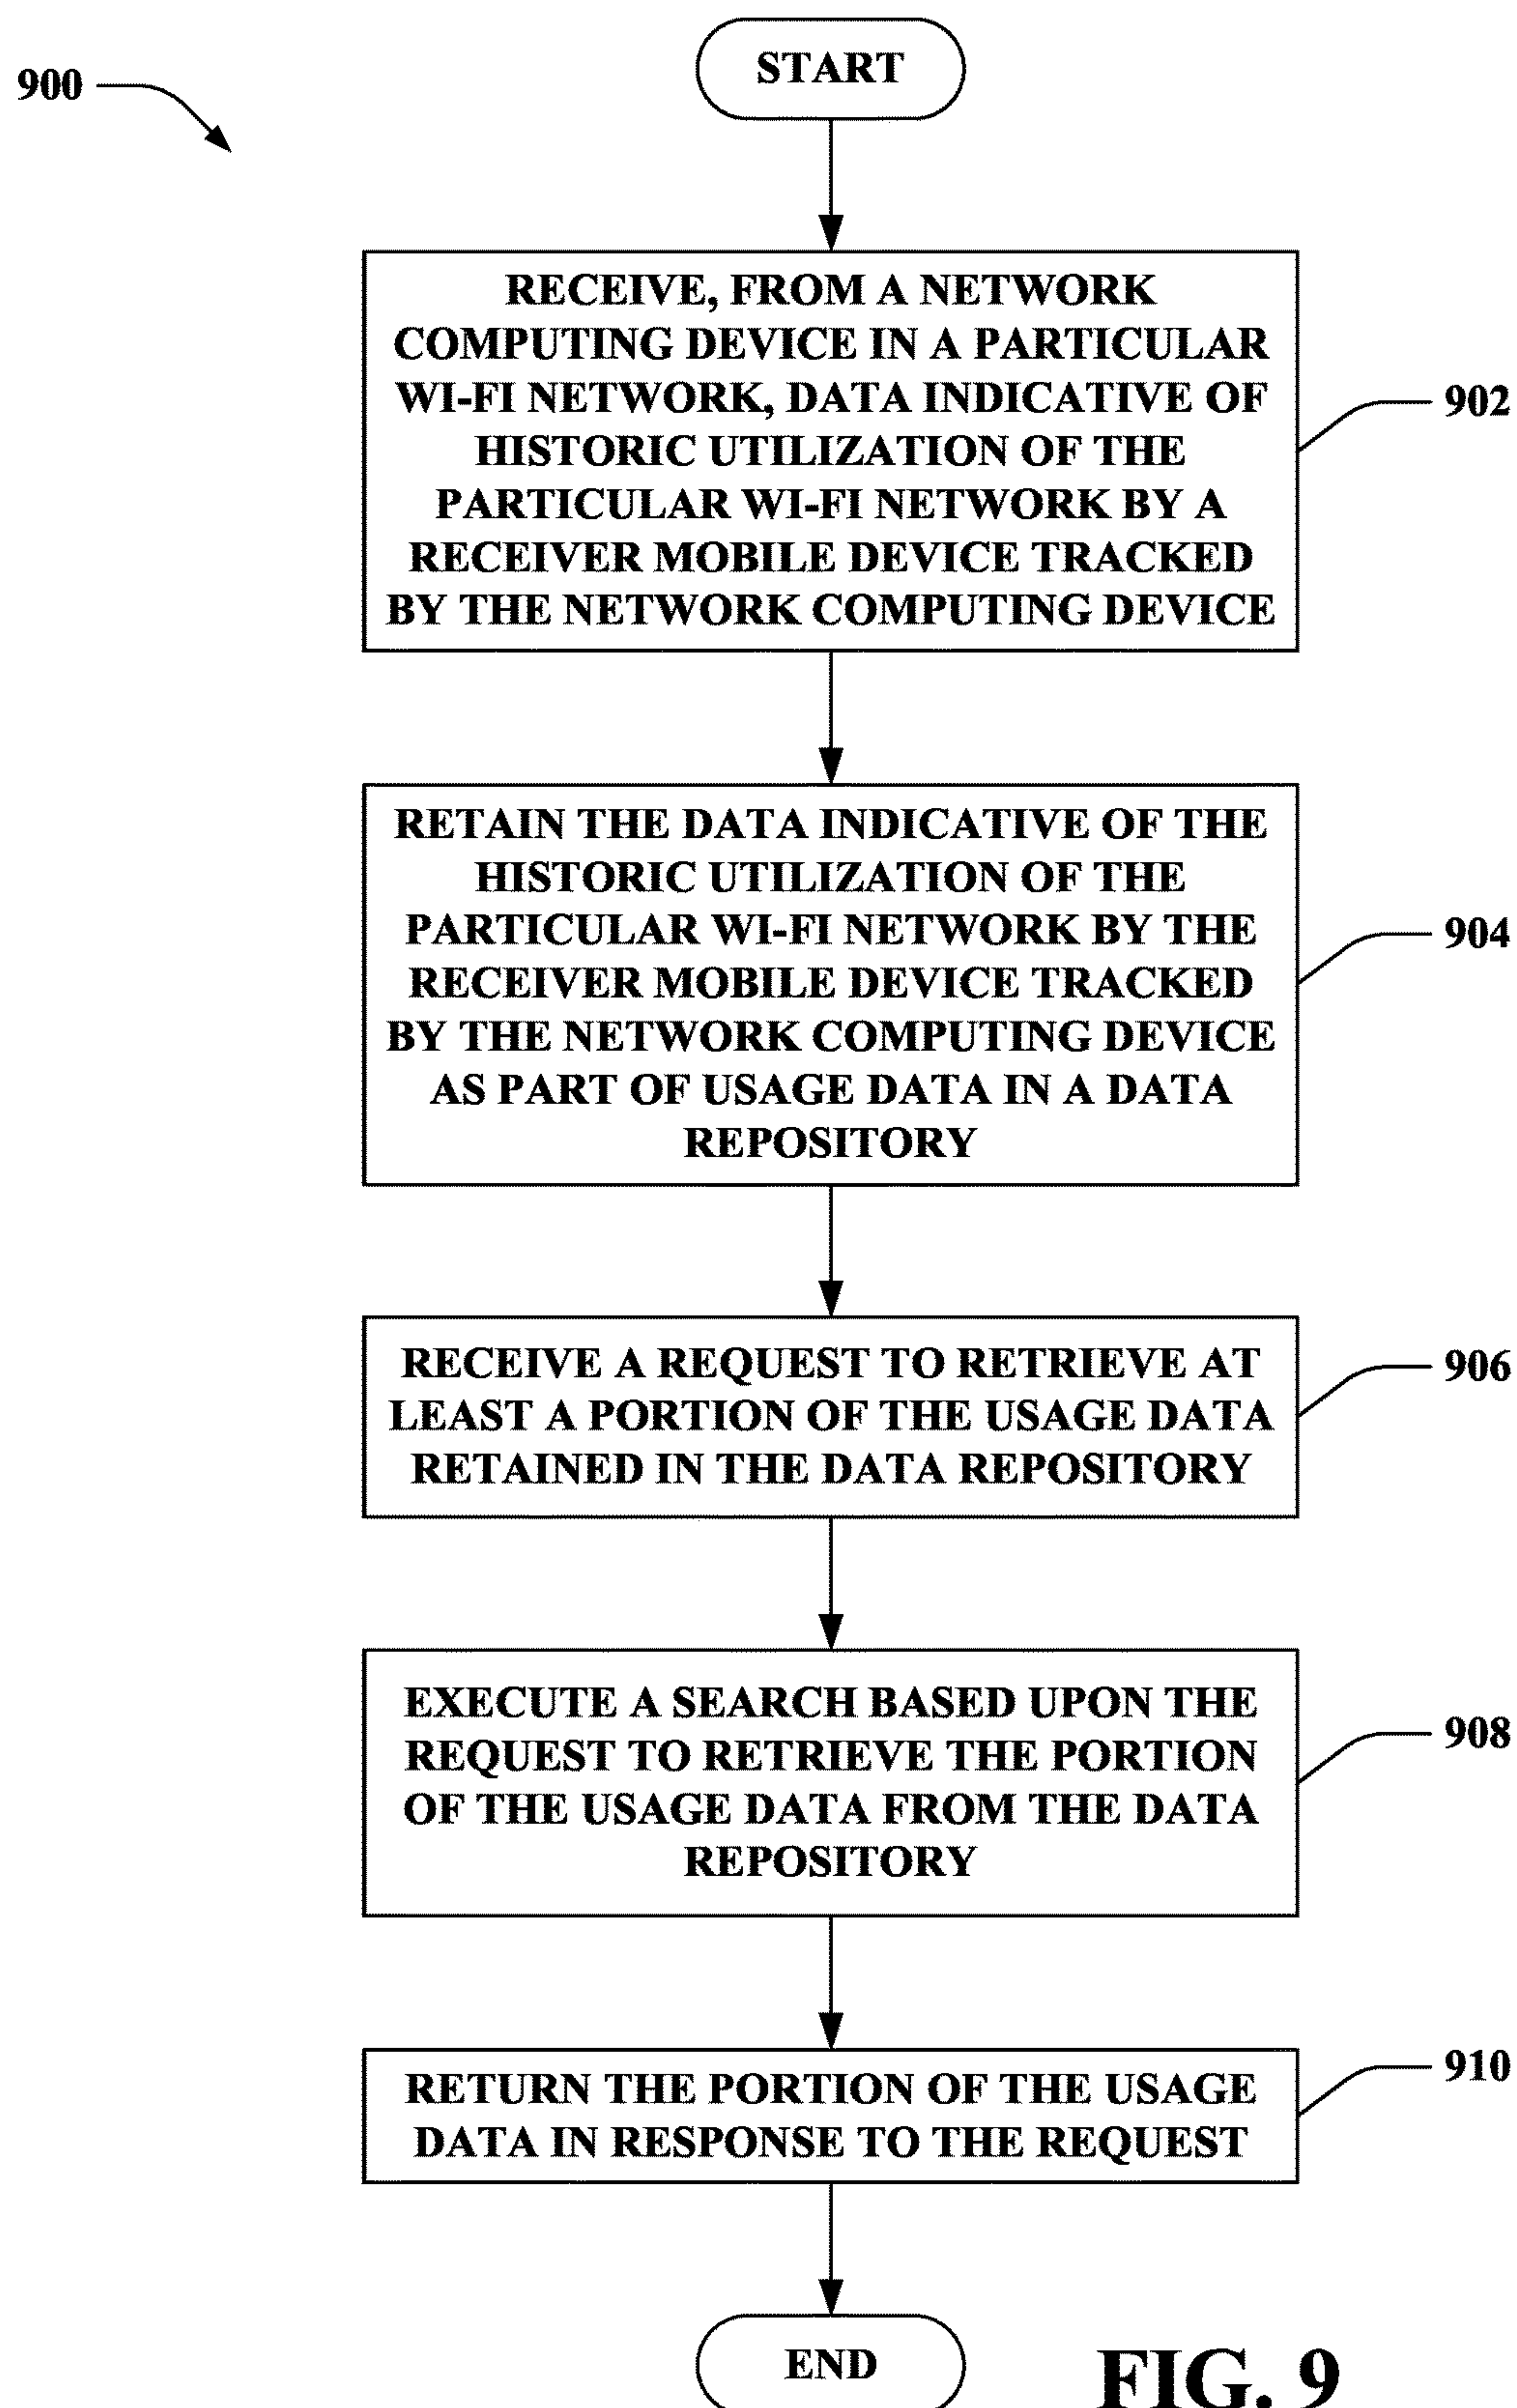 START
900
RECEIVE, FROM A NETWORK
COMPUTING DEVICE IN A PARTICULAR
WI-FI NETWORK, DATA INDICATIVE OF
HISTORIC UTILIZATION OF THE
PARTICULAR WI-FI NETWORK BY A
RECEIVER MOBILE DEVICE TRACKED
BY THE NETWORK COMPUTING DEVICE
902
RETAIN THE DATA INDICATIVE OF THE
HISTORIC UTILIZATION OF THE
PARTICULAR WI-FI NETWORK BY THE
RECEIVER MOBILE DEVICE TRACKED
BY THE NETWORK COMPUTING DEVICE
AS PART OF USAGE DATA IN A DATA
REPOSITORY
904
RECEIVE A REQUEST TO RETRIEVE AT
LEAST A PORTION OF THE USAGE DATA
RETAINED IN THE DATA REPOSITORY
906
EXECUTE A SEARCH BASED UPON THE
REQUEST TO RETRIEVE THE PORTION
OF THE USAGE DATA FROM THE DATA
REPOSITORY
908
RETURN THE PORTION OF THE USAGE
DATA IN RESPONSE TO THE REQUEST
910
END
FIG. 9